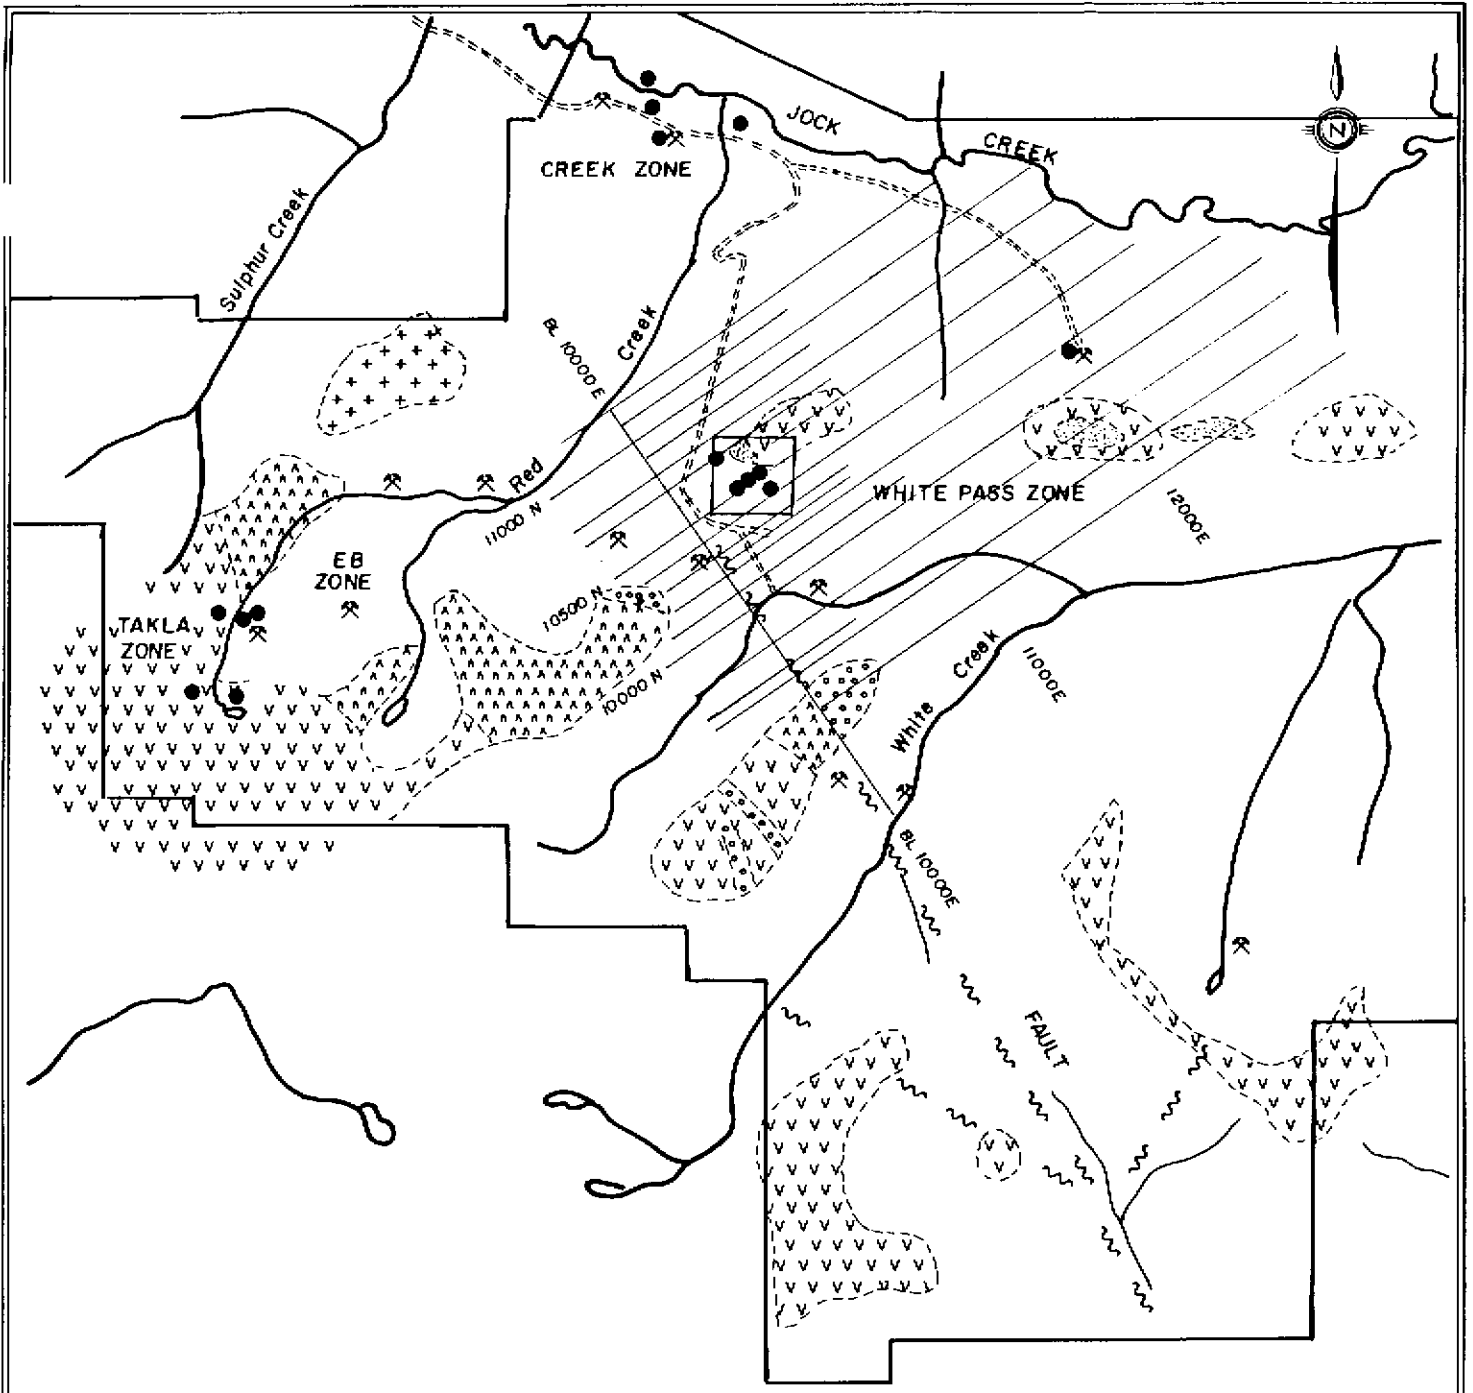 JOCK
CREEK
N
CREEK ZONE
Sulphur Creek
BL 10000 E
Creek
Red
WHITE PASS ZONE
12000E
11000 N
EB
ZONE
10500 N
TAKLA
ZONE
10000 N
11000E
White
Creek
BL 10000E
FAULT